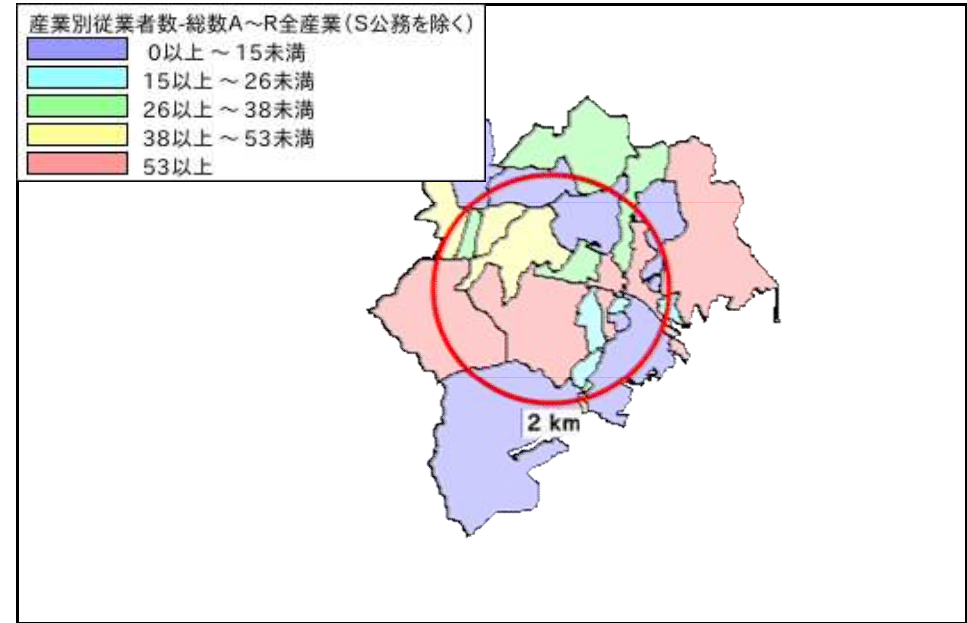 産業別従業者数-総数A～R全産業(S公務を除く)
0以上 ～ 15未満
15以上 ～ 26未満
26以上 ～ 38未満
38以上 ～ 53未満
53以上
2 km